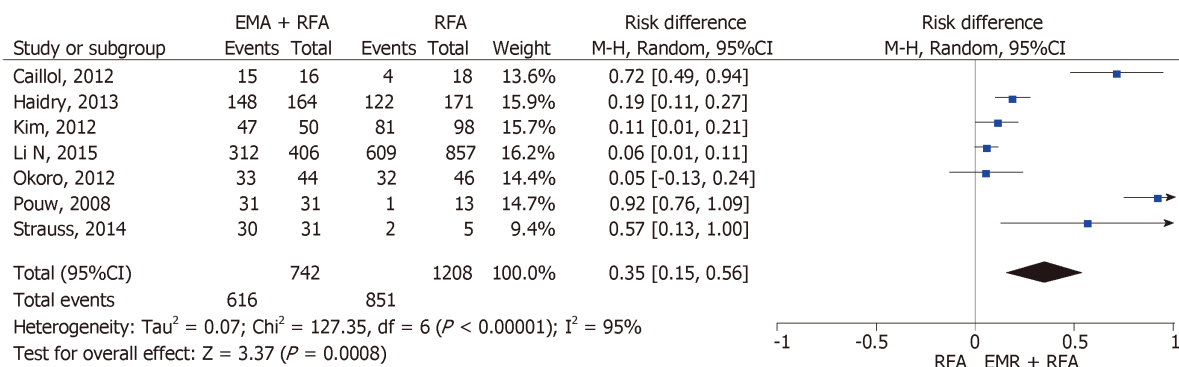 EMA + RFA RFA Risk difference Risk difference
Study or subgroup Events Total Events Total Weight M-H, Random, 95%CI M-H, Random, 95%CI
Caillol, 2012 15 16 4 18 13.6% 0.72 [0.49, 0.94]
Haidry, 2013 148 164 122 171 15.9% 0.19 [0.11, 0.27]
Kim, 2012 47 50 81 98 15.7% 0.11 [0.01, 0.21]
Li N, 2015 312 406 609 857 16.2% 0.06 [0.01, 0.11]
Okoro, 2012 33 44 32 46 14.4% 0.05 [-0.13, 0.24]
Pouw, 2008 31 31 1 13 14.7% 0.92 [0.76, 1.09]
Strauss, 2014 30 31 2 5 9.4% 0.57 [0.13, 1.00]
Total (95%CI) 742 1208 100.0% 0.35 [0.15, 0.56]
Total events 616 851
Heterogeneity: Tau² = 0.07; Chi² = 127.35, df = 6 (P < 0.00001); I² = 95%
Test for overall effect: Z = 3.37 (P = 0.0008)
-1 -0.5 0 0.5 1
RFA EMR + RFA